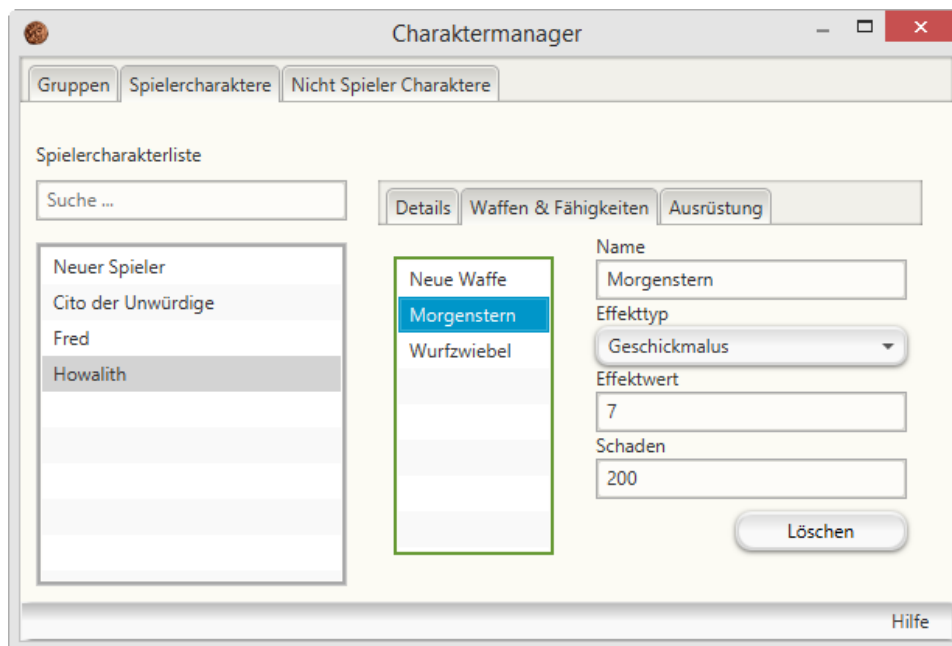 Charaktermanager
Gruppen Spielercharaktere Nicht Spieler Charaktere
Spielercharakterliste
Suche ...
Neuer Spieler
Cito der Unwürdige
Fred
Howalith
Details Waffen & Fähigkeiten Ausrüstung
Neue Waffe
Morgenstern
Wurfzwiebel
Name
Morgenstern
Effekttyp
Geschickmalus
Effektwert
7
Schaden
200
Löschen
Hilfe